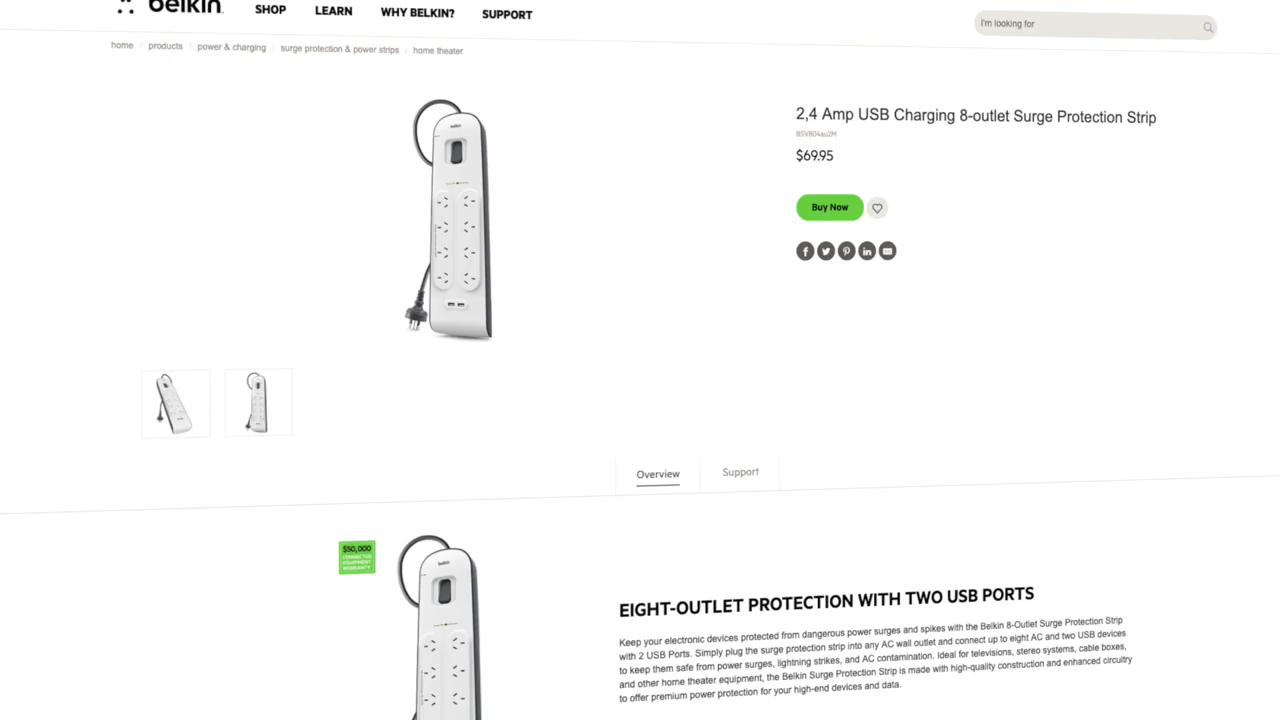 belkin
SHOP LEARN WHY BELKIN? SUPPORT
I'm looking for
home / products / power & charging / surge protection & power strips / home theater
2,4 Amp USB Charging 8-outlet Surge Protection Strip
BSV804au2M
$69.95
Buy Now
Overview Support
$50,000
CONNECTED
EQUIPMENT
WARRANTY
belkin
EIGHT-OUTLET PROTECTION WITH TWO USB PORTS
Keep your electronic devices protected from dangerous power surges and spikes with the Belkin 8-Outlet Surge Protection Strip
with 2 USB Ports. Simply plug the surge protection strip into any AC wall outlet and connect up to eight AC and two USB devices
to keep them safe from power surges, lightning strikes, and AC contamination. Ideal for televisions, stereo systems, cable boxes,
and other home theater equipment, the Belkin Surge Protection Strip is made with high-quality construction and enhanced circuitry
to offer premium power protection for your high-end devices and data.